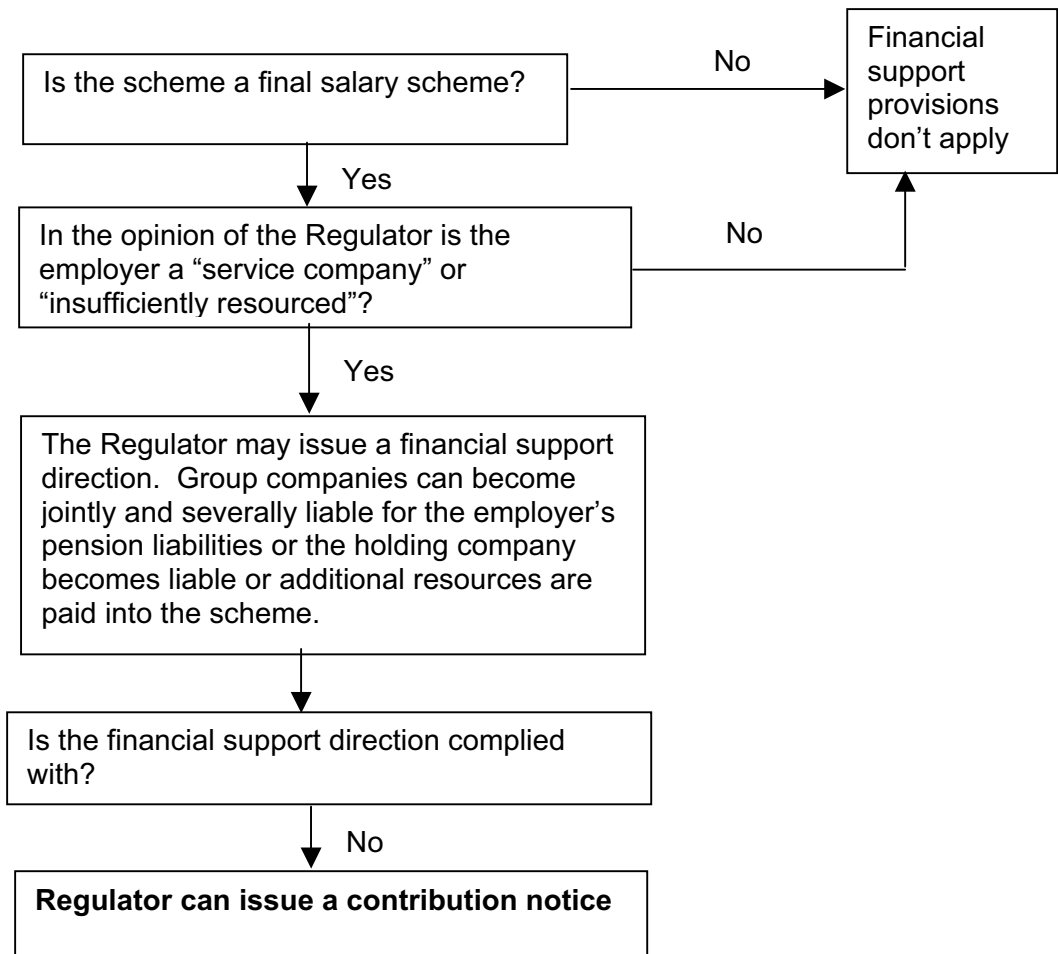 Is the scheme a final salary scheme?
No
Financial
support
provisions
don’t apply
Yes
In the opinion of the Regulator is the
employer a “service company” or
“insufficiently resourced”?
No
Yes
The Regulator may issue a financial support
direction.  Group companies can become
jointly and severally liable for the employer’s
pension liabilities or the holding company
becomes liable or additional resources are
paid into the scheme.
Is the financial support direction complied
with?
No
Regulator can issue a contribution notice